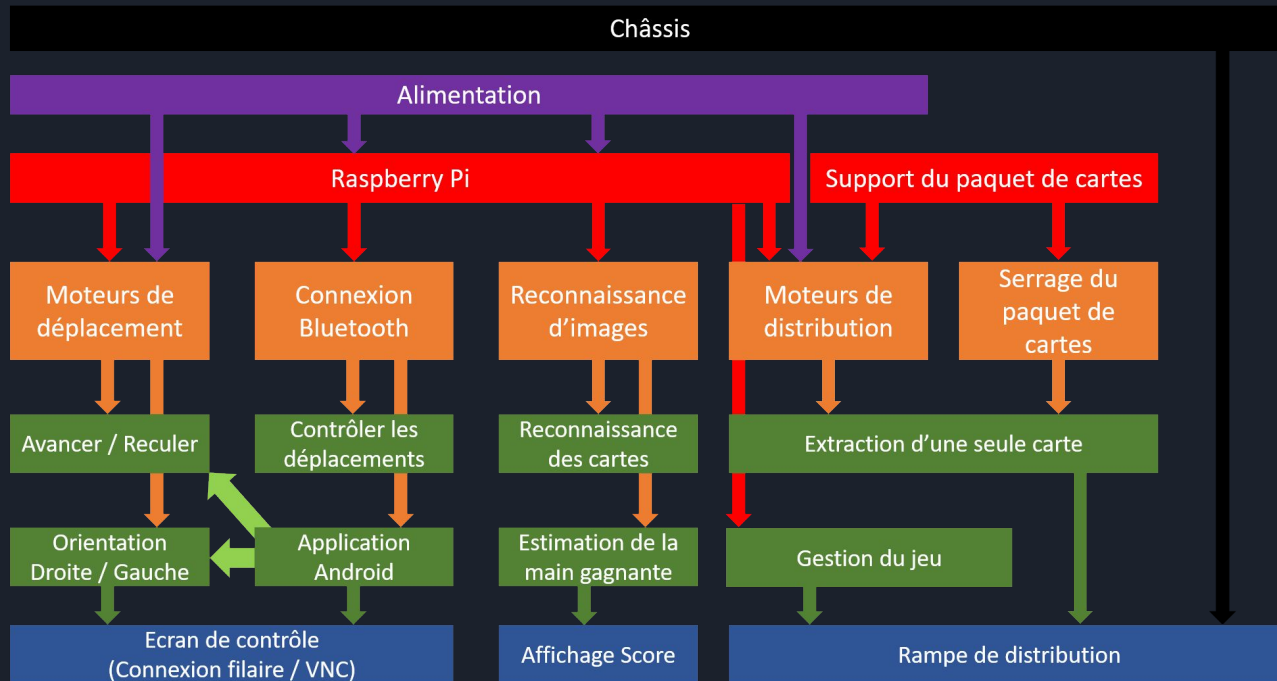 Châssis
Alimentation
Raspberry Pi
Support du paquet de cartes
Moteurs de
déplacement
Connexion
Bluetooth
Reconnaissance
d'images
Moteurs de
distribution
Serrage du
paquet de
cartes
Avancer / Reculer
Contrôler les
déplacements
Reconnaissance
des cartes
Extraction d'une seule carte
Orientation
Droite / Gauche
Application
Android
Estimation de la
main gagnante
Gestion du jeu
Ecran de contrôle
(Connexion filaire / VNC)
Affichage Score
Rampe de distribution